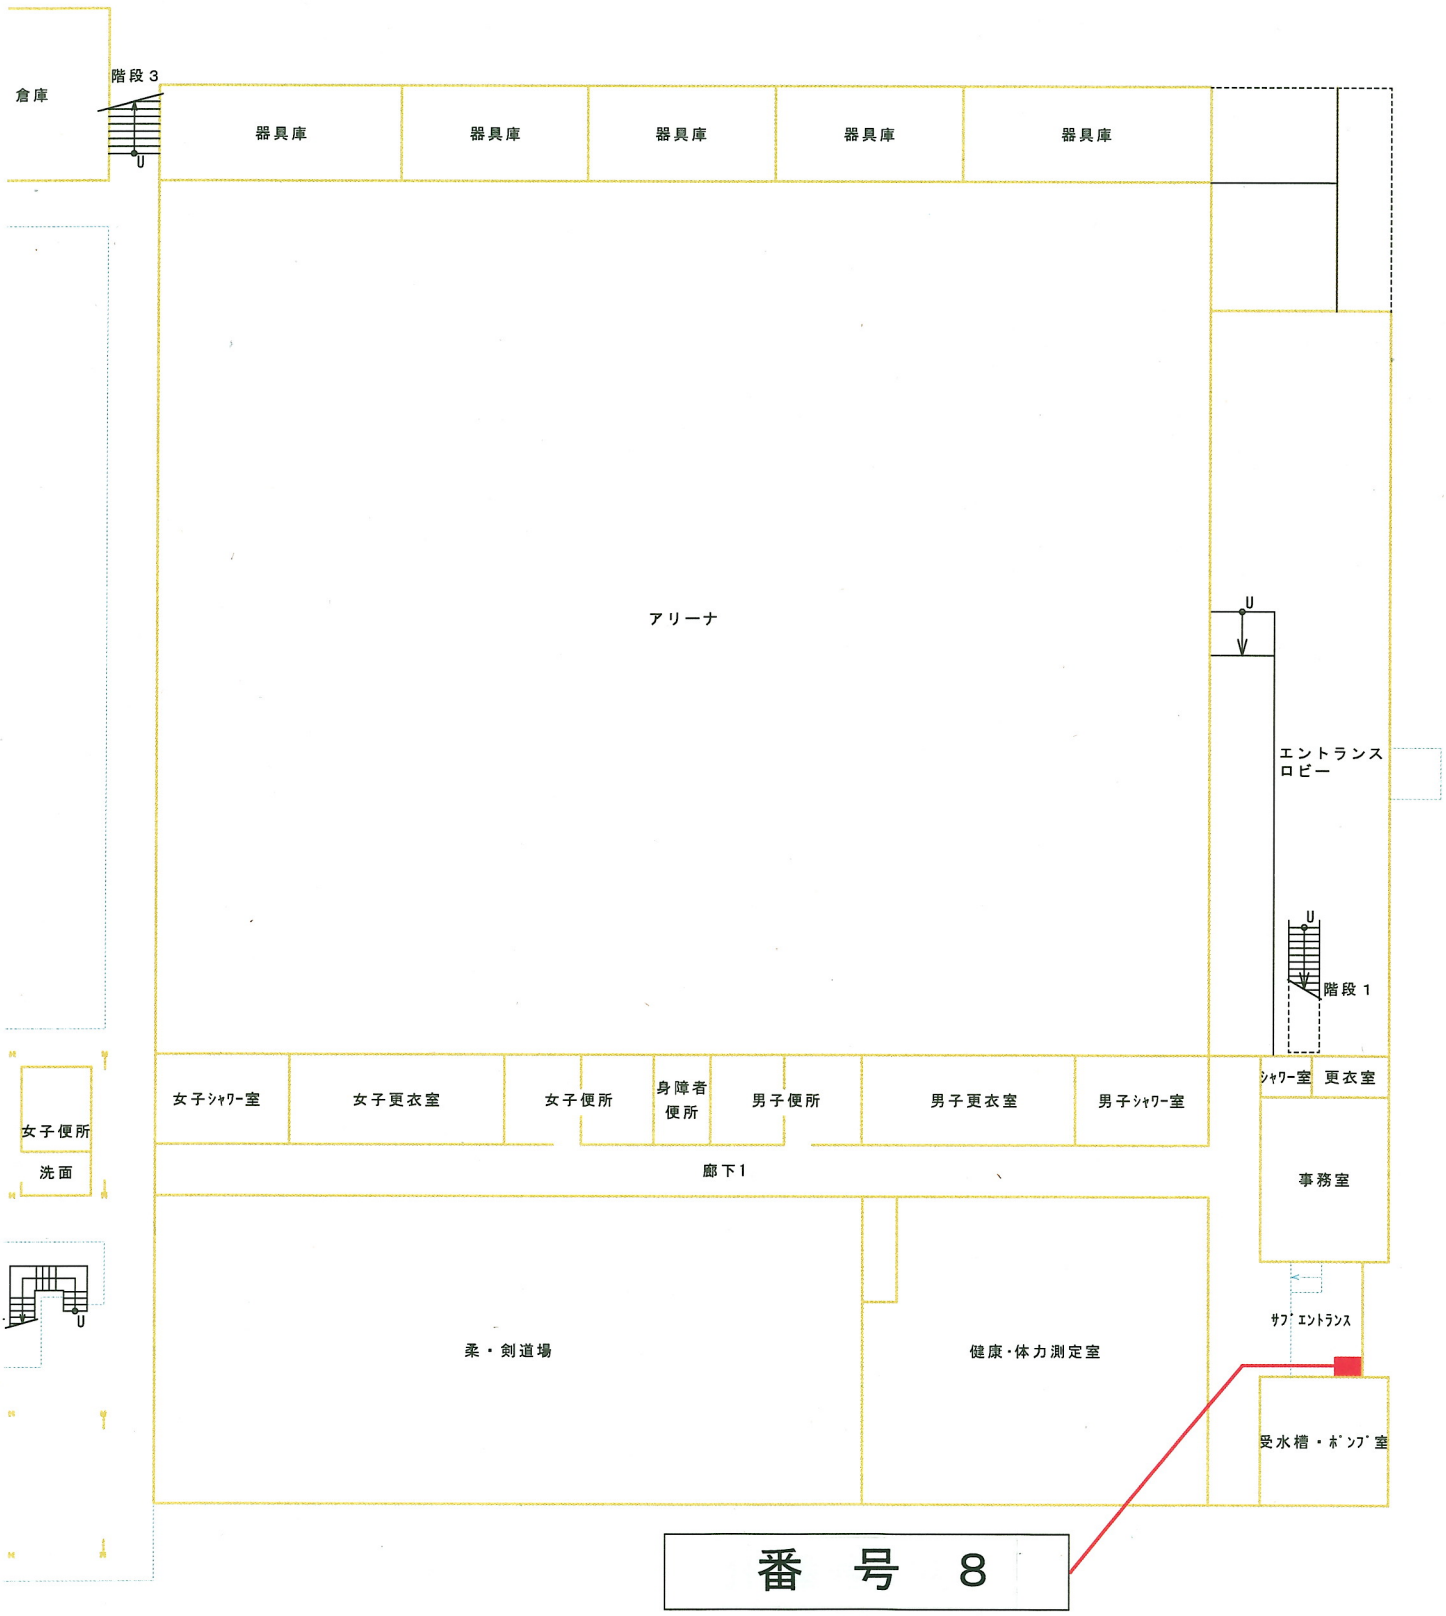 階段3
倉庫
U
器具庫
器具庫
器具庫
器具庫
器具庫
アリーナ
U
エントランス
ロビー
U
階段1
女子シャワー室
女子更衣室
女子便所
身障者
便所
男子便所
男子更衣室
男子シャワー室
シャワー室
更衣室
女子便所
洗面
廊下1
事務室
U
柔・剣道場
健康・体力測定室
サブエントランス
受水槽・ポンプ室
番号8